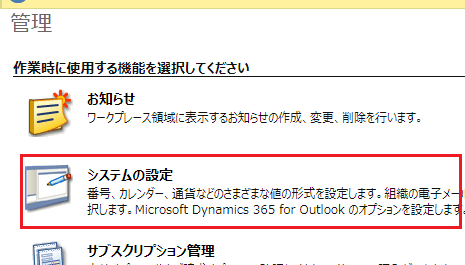 管理
作業時に使用する機能を選択してください
お知らせ
ワークプレース領域に表示するお知らせの作成、変更、削除を行います。
システムの設定
番号、カレンダー、通貨などのさまざまな値の形式を設定します。組織の電子メール
択します。Microsoft Dynamics 365 for Outlook のオプションを設定します。
サブスクリプション管理